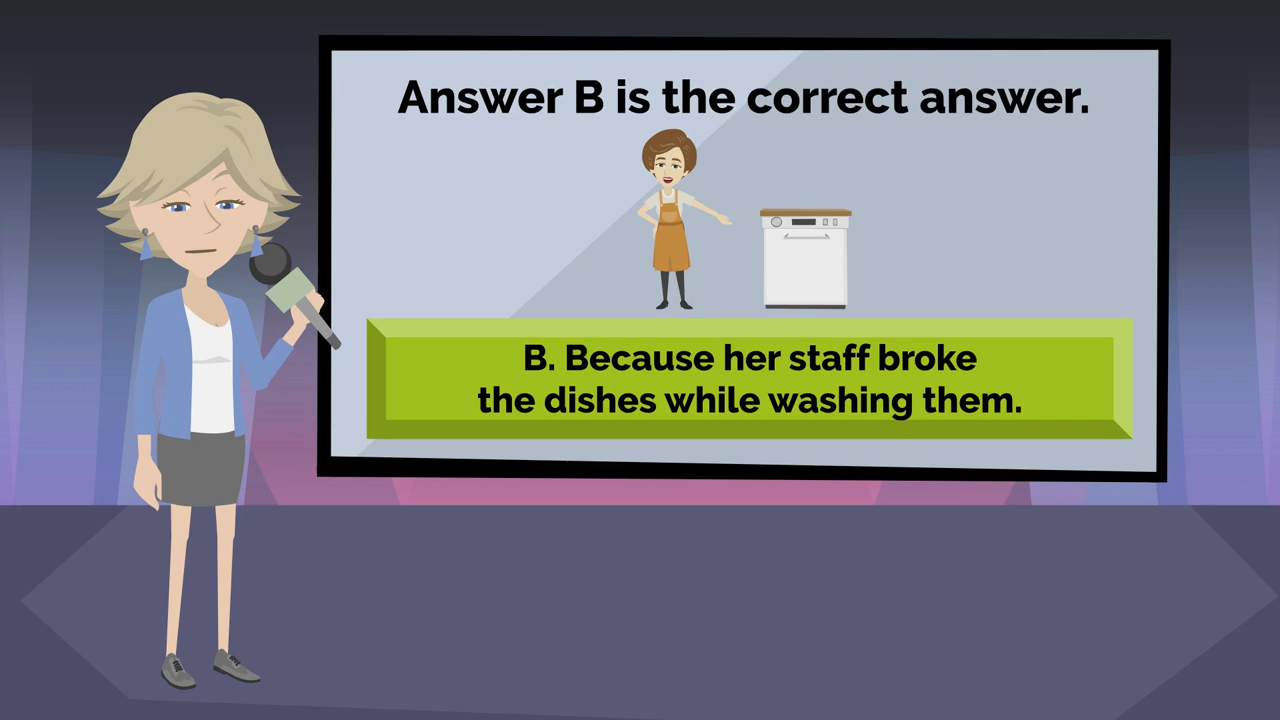 Answer B is the correct answer.
B. Because her staff broke
the dishes while washing them.